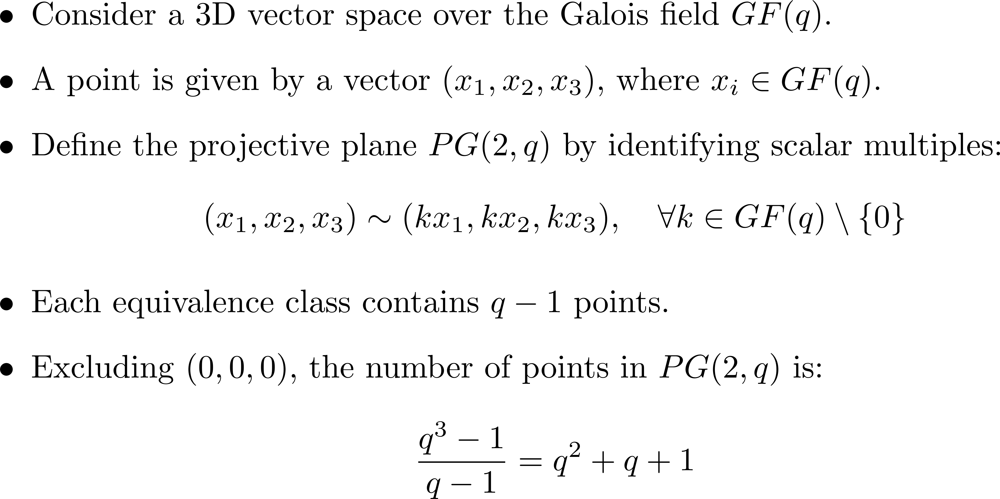 • Consider a 3D vector space over the Galois field $GF(q)$.
• A point is given by a vector $(x_1, x_2, x_3)$, where $x_i \in GF(q)$.
• Define the projective plane $PG(2, q)$ by identifying scalar multiples:
$(x_1, x_2, x_3) \sim (kx_1, kx_2, kx_3), \quad \forall k \in GF(q) \setminus \{0\}$
• Each equivalence class contains $q - 1$ points.
• Excluding $(0, 0, 0)$, the number of points in $PG(2, q)$ is:
$\frac{q^3 - 1}{q - 1} = q^2 + q + 1$